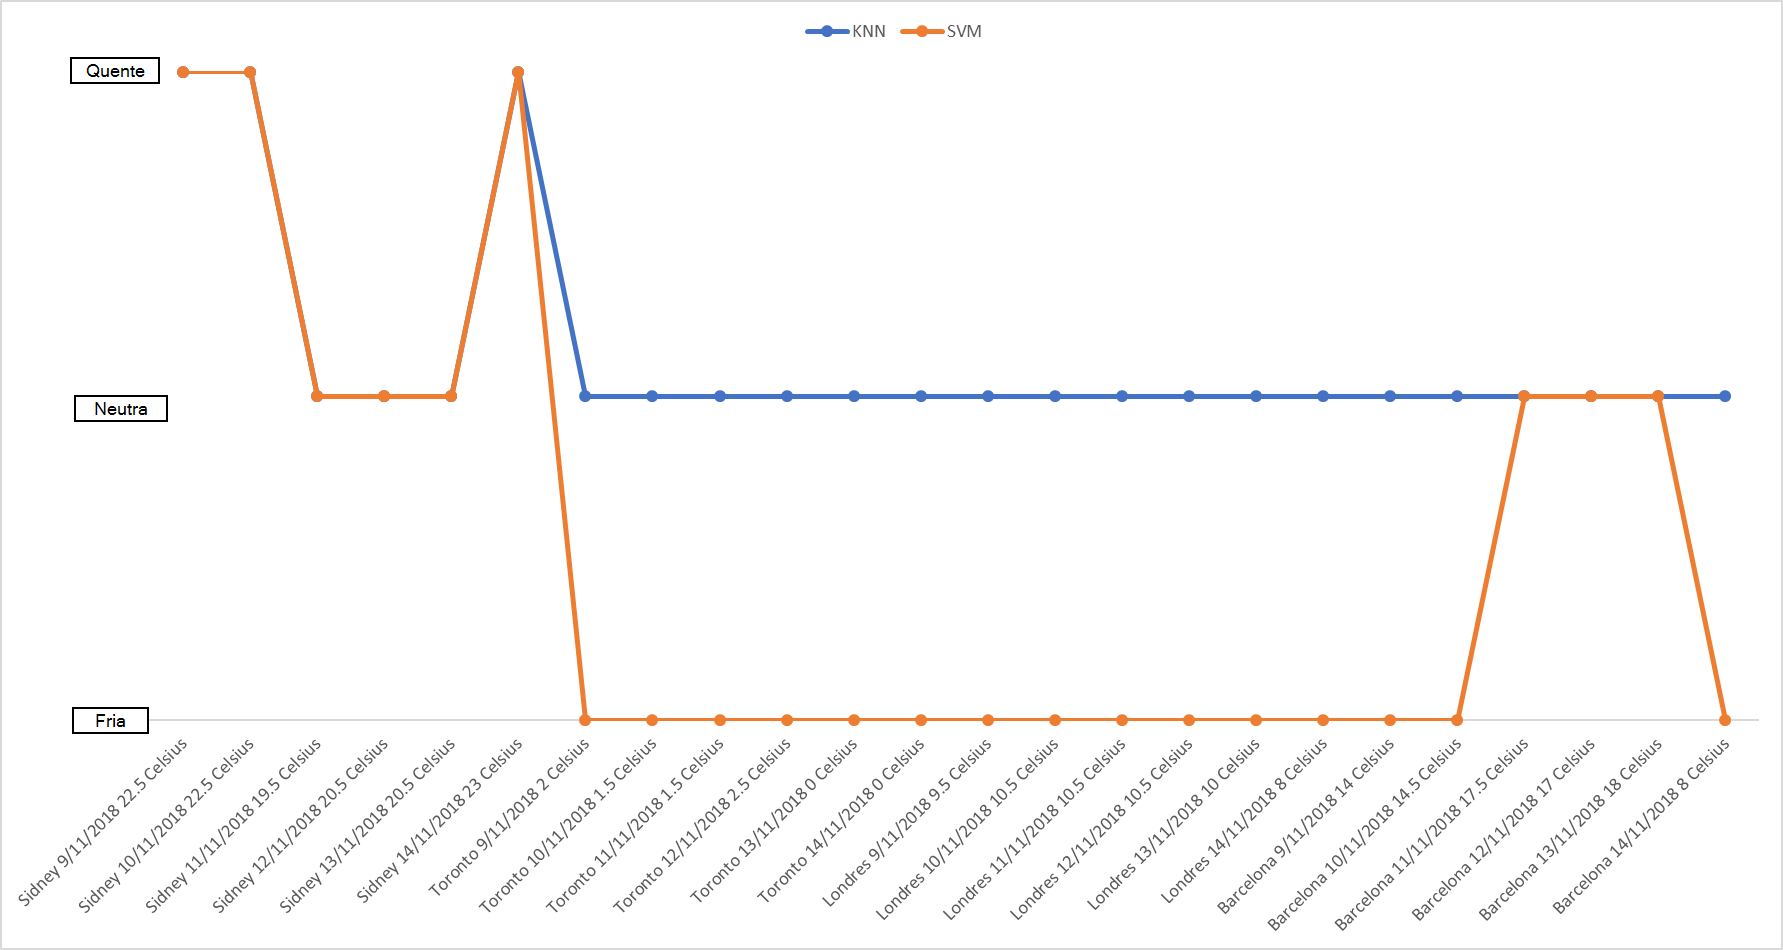 KNN SVM
Quente
Neutra
Fria
Sidney 9/11/2018 22.5 Celsius
Sidney 10/11/2018 22.5 Celsius
Sidney 11/11/2018 19.5 Celsius
Sidney 12/11/2018 20.5 Celsius
Sidney 13/11/2018 20.5 Celsius
Sidney 14/11/2018 23 Celsius
Toronto 9/11/2018 2 Celsius
Toronto 10/11/2018 1.5 Celsius
Toronto 11/11/2018 1.5 Celsius
Toronto 12/11/2018 2.5 Celsius
Toronto 13/11/2018 0 Celsius
Toronto 14/11/2018 0 Celsius
Londres 9/11/2018 9.5 Celsius
Londres 10/11/2018 10.5 Celsius
Londres 11/11/2018 10.5 Celsius
Londres 12/11/2018 10.5 Celsius
Londres 13/11/2018 10 Celsius
Londres 14/11/2018 8 Celsius
Barcelona 9/11/2018 14 Celsius
Barcelona 10/11/2018 14.5 Celsius
Barcelona 11/11/2018 17.5 Celsius
Barcelona 12/11/2018 17 Celsius
Barcelona 13/11/2018 18 Celsius
Barcelona 14/11/2018 8 Celsius